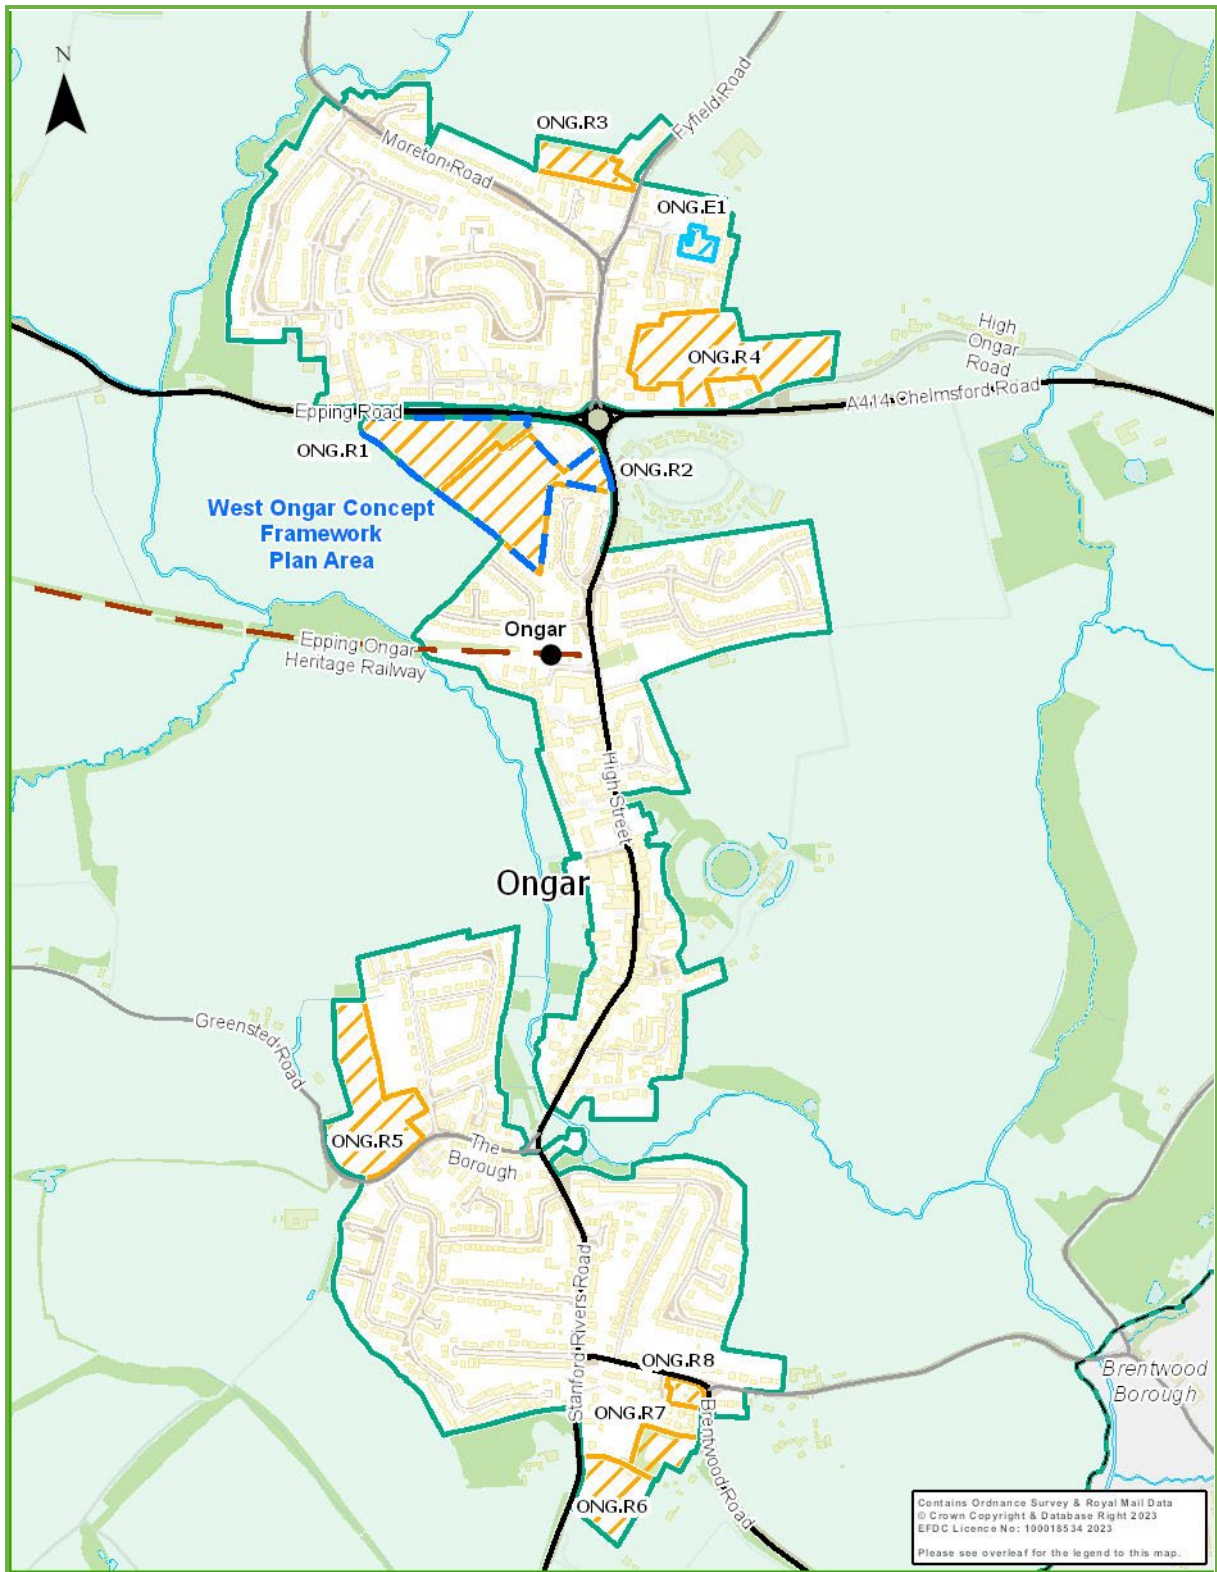 N
ONG.R3
Fyfield Road
Moreton Road
ONG.E1
High
Ongar
Road
ONG.R4
A414 Chelmsford Road
Epping Road
ONG.R1
ONG.R2
West Ongar Concept
Framework
Plan Area
Ongar
Epping Ongar
Heritage Railway
High Street
Ongar
Greensted Road
ONG.R5
The
Borough
Stanford Rivers Road
ONG.R8
Brentwood
Borough
ONG.R7
Brentwood Road
ONG.R6
Contains Ordnance Survey & Royal Mail Data
© Crown Copyright & Database Right 2023
EFDC Licence No: 100018534 2023
Please see overleaf for the legend to this map.